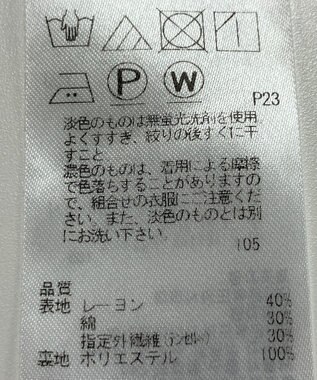 P W
P23
淡色のものは無蛍光洗剤を使用
よくすすぎ、絞りの後すぐに干
すこと
濃色のものは、着用による摩擦
で色落ちすることがありますの
で、組合せの衣服にご注意くだ
さい。また、淡色のものとは別
にお洗い下さい。
105
品質
表地 レーヨン 40%
綿 30%
指定外繊維(テンセル) 30%
裏地 ポリエステル 100%